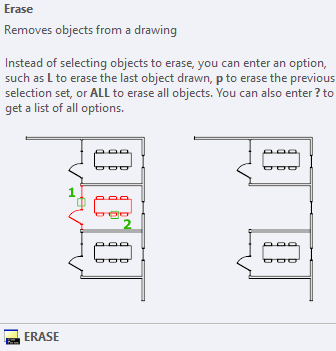 Erase
Removes objects from a drawing
Instead of selecting objects to erase, you can enter an option,
such as L to erase the last object drawn, p to erase the previous
selection set, or ALL to erase all objects. You can also enter ? to
get a list of all options.
1
2
ERASE